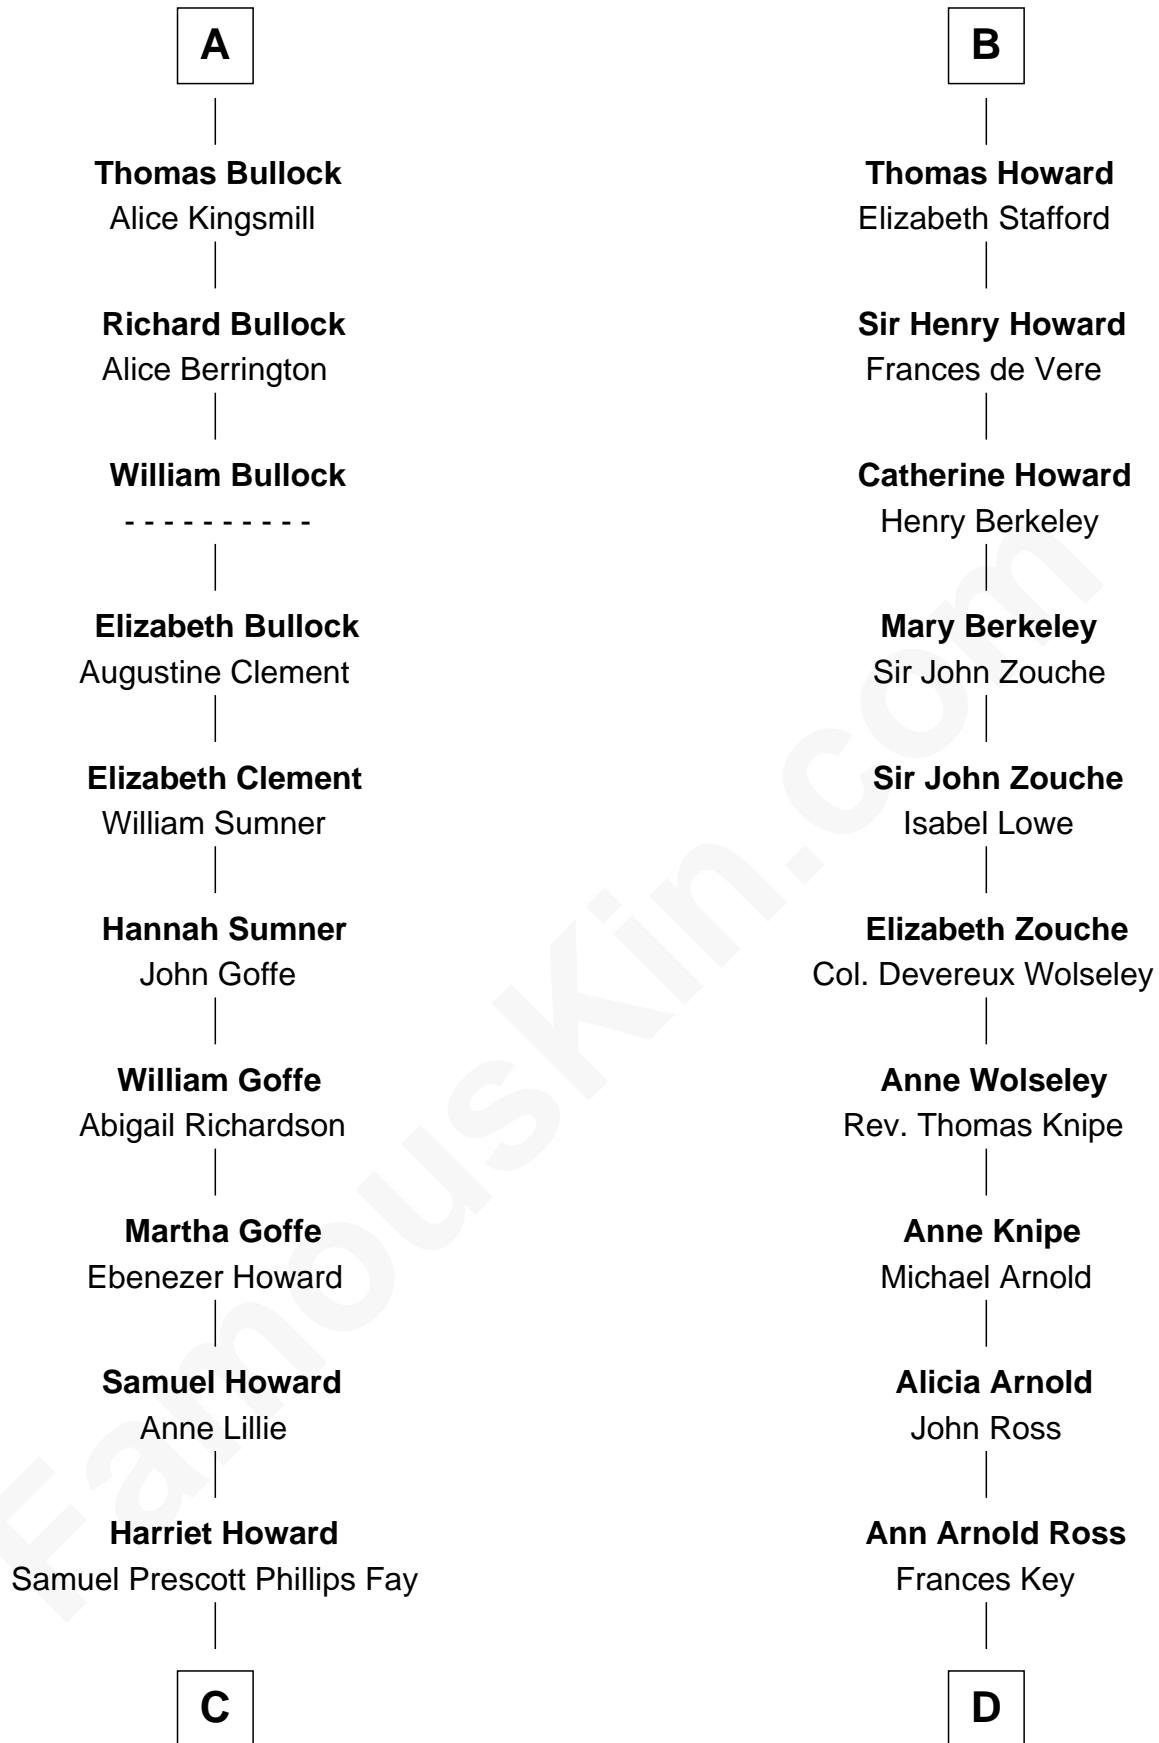 A
Thomas Bullock
Alice Kingsmill
Richard Bullock
Alice Berrington
William Bullock
- - - - - - - - - -
Elizabeth Bullock
Augustine Clement
Elizabeth Clement
William Sumner
Hannah Sumner
John Goffe
William Goffe
Abigail Richardson
Martha Goffe
Ebenezer Howard
Samuel Howard
Anne Lillie
Harriet Howard
Samuel Prescott Phillips Fay
C
B
Thomas Howard
Elizabeth Stafford
Sir Henry Howard
Frances de Vere
Catherine Howard
Henry Berkeley
Mary Berkeley
Sir John Zouche
Sir John Zouche
Isabel Lowe
Elizabeth Zouche
Col. Devereux Wolseley
Anne Wolseley
Rev. Thomas Knipe
Anne Knipe
Michael Arnold
Alicia Arnold
John Ross
Ann Arnold Ross
Frances Key
D
FamousKin.com